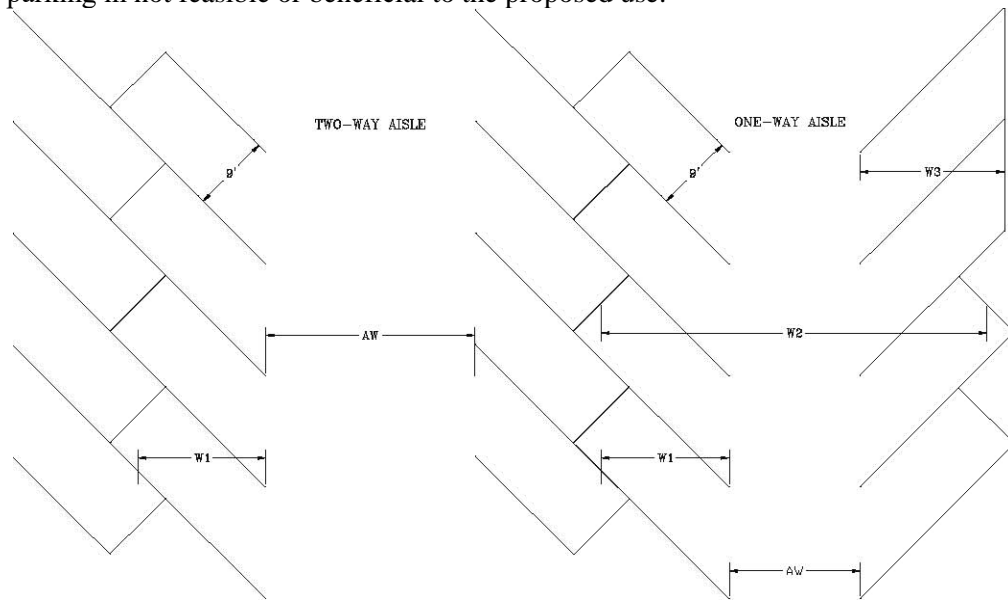 parking in not feasible or beneficial to the proposed use.
TWO-WAY AISLE
ONE-WAY AISLE
9'
9'
W3
AW
W2
W1
W1
AW